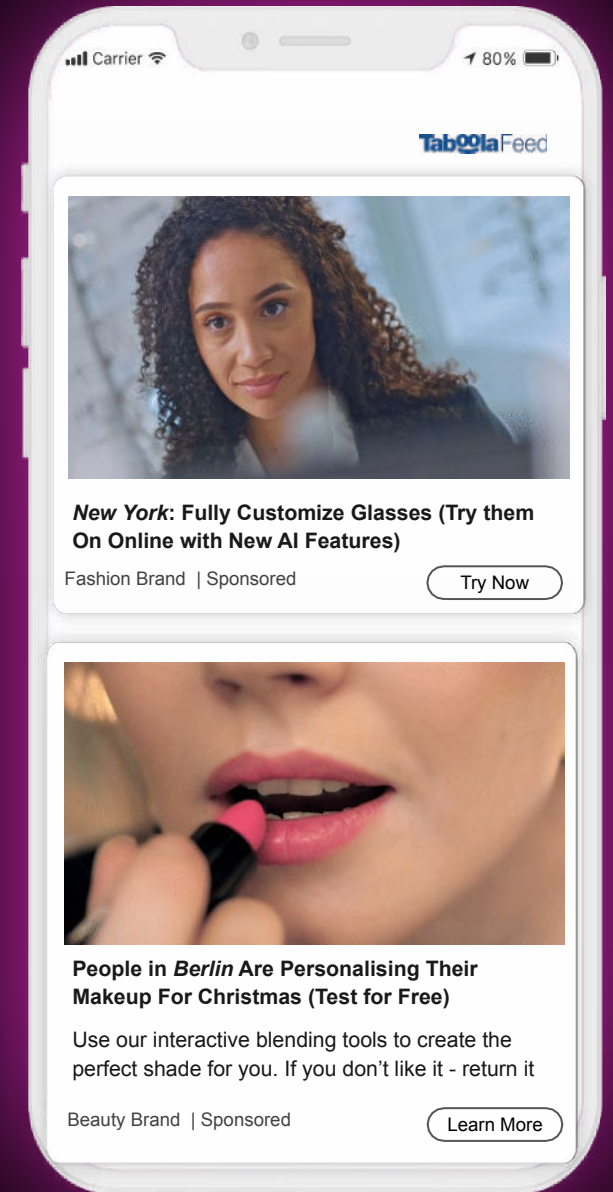 Carrier
80%
Taboola Feed
New York: Fully Customize Glasses (Try them
On Online with New AI Features)
Fashion Brand | Sponsored
Try Now
People in Berlin Are Personalising Their
Makeup For Christmas (Test for Free)
Use our interactive blending tools to create the
perfect shade for you. If you don’t like it - return it
Beauty Brand | Sponsored
Learn More